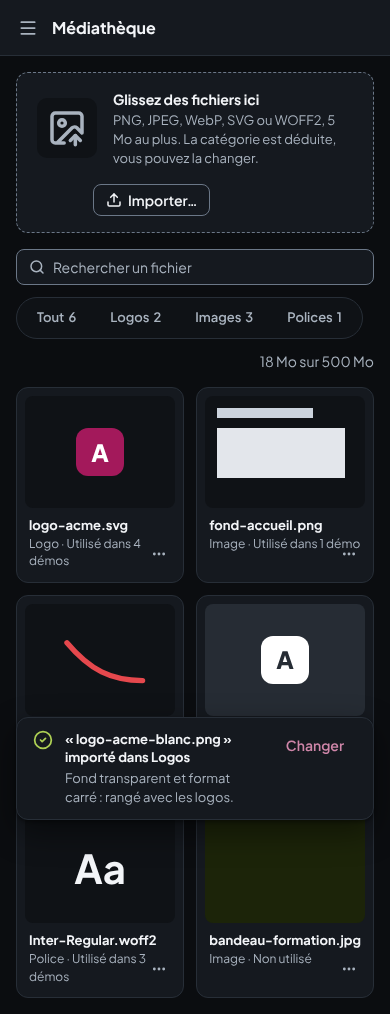 Médiathèque
Glissez des fichiers ici
PNG, JPEG, WebP, SVG ou WOFF2, 5
Mo au plus. La catégorie est déduite,
vous pouvez la changer.
Importer…
Rechercher un fichier
Tout 6
Logos 2
Images 3
Polices 1
18 Mo sur 500 Mo
A
logo-acme.svg
Logo · Utilisé dans 4
démos
fond-accueil.png
Image · Utilisé dans 1 démo
A
« logo-acme-blanc.png »
importé dans Logos
Fond transparent et format
carré : rangé avec les logos.
Changer
Aa
Inter-Regular.woff2
Police · Utilisé dans 3
démos
bandeau-formation.jpg
Image · Non utilisé